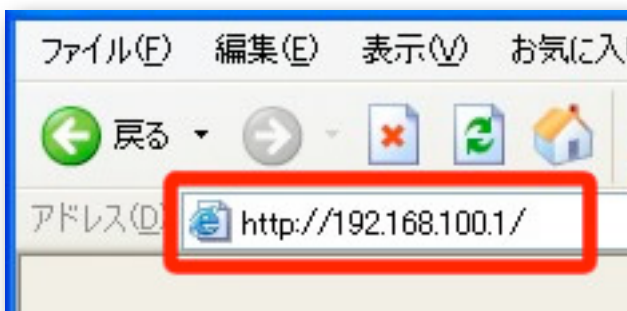 ファイル(F) 編集(E) 表示(V) お気に入
戻る
アドレス(D) http://192.168.100.1/